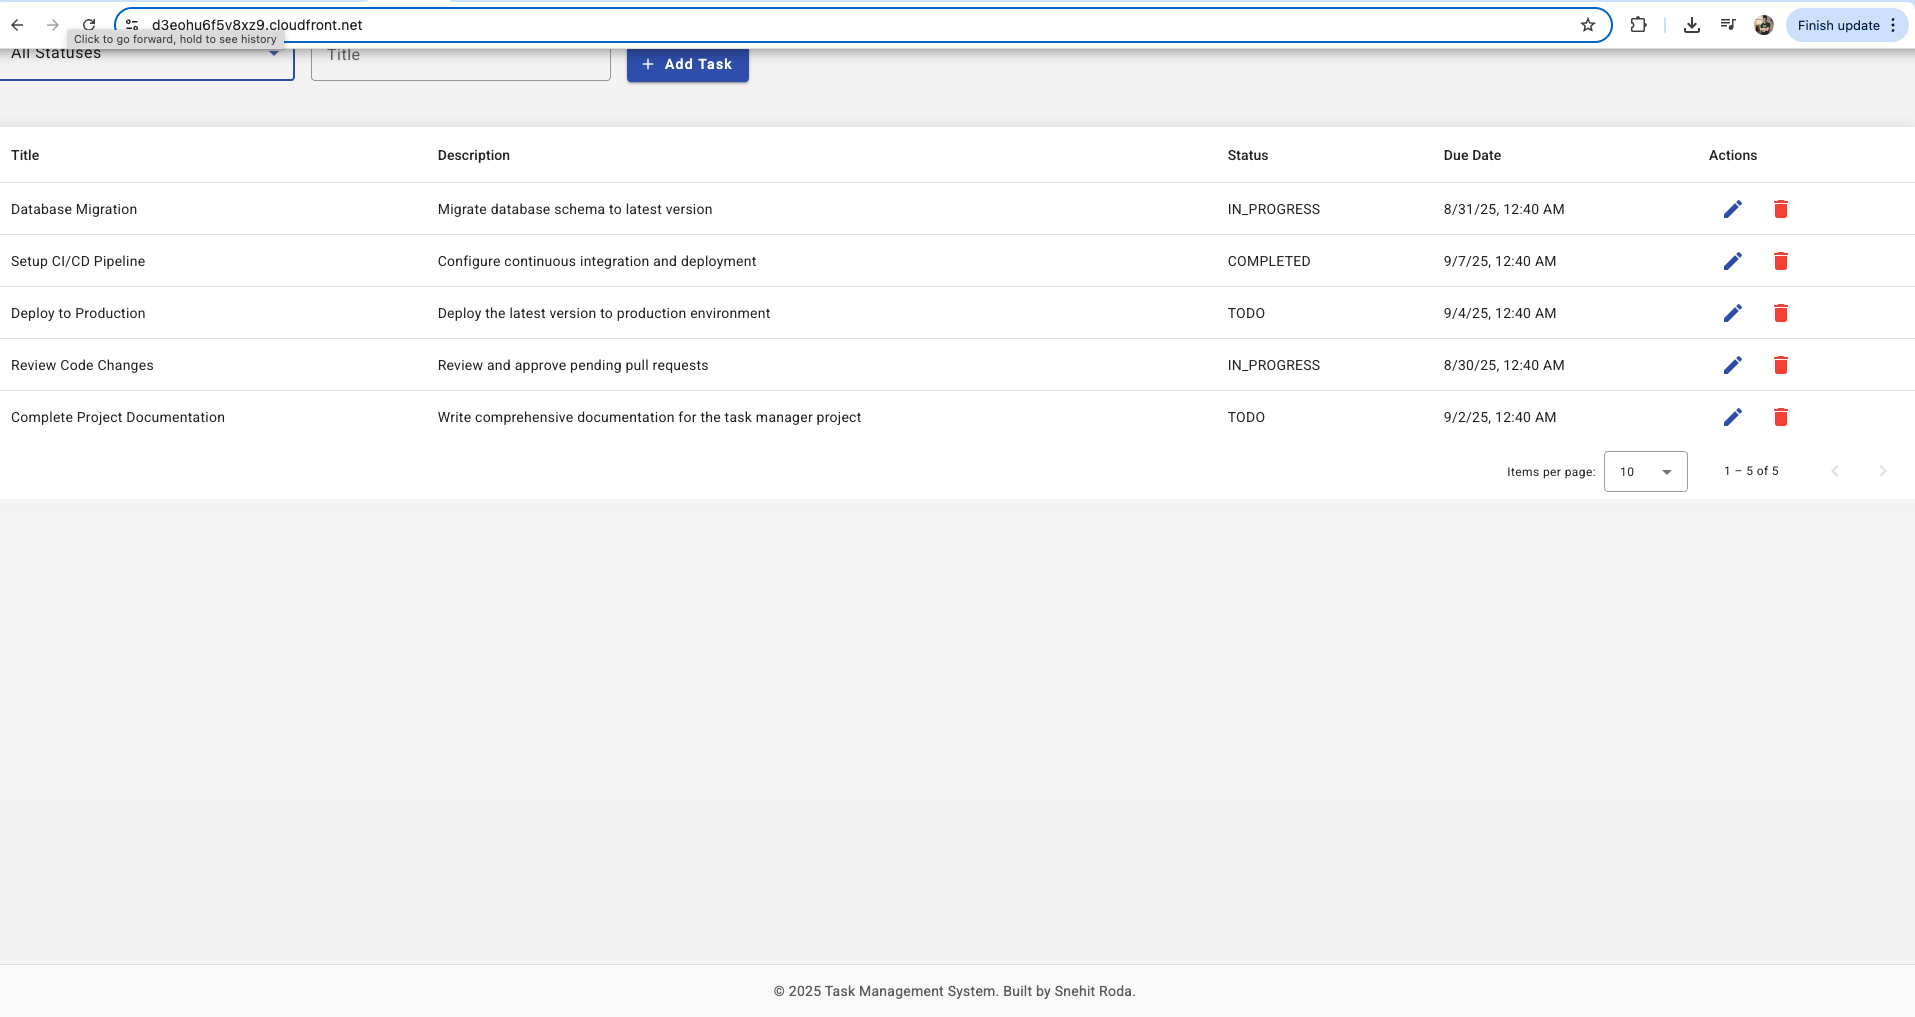 d3eohu6f5v8xz9.cloudfront.net
Finish update
Click to go forward, hold to see history
All Statuses
Title
+ Add Task
Title Description Status Due Date Actions
Database Migration Migrate database schema to latest version IN_PROGRESS 8/31/25, 12:40 AM
Setup CI/CD Pipeline Configure continuous integration and deployment COMPLETED 9/7/25, 12:40 AM
Deploy to Production Deploy the latest version to production environment TODO 9/4/25, 12:40 AM
Review Code Changes Review and approve pending pull requests IN_PROGRESS 8/30/25, 12:40 AM
Complete Project Documentation Write comprehensive documentation for the task manager project TODO 9/2/25, 12:40 AM
Items per page: 10 1 – 5 of 5
© 2025 Task Management System. Built by Snehit Roda.